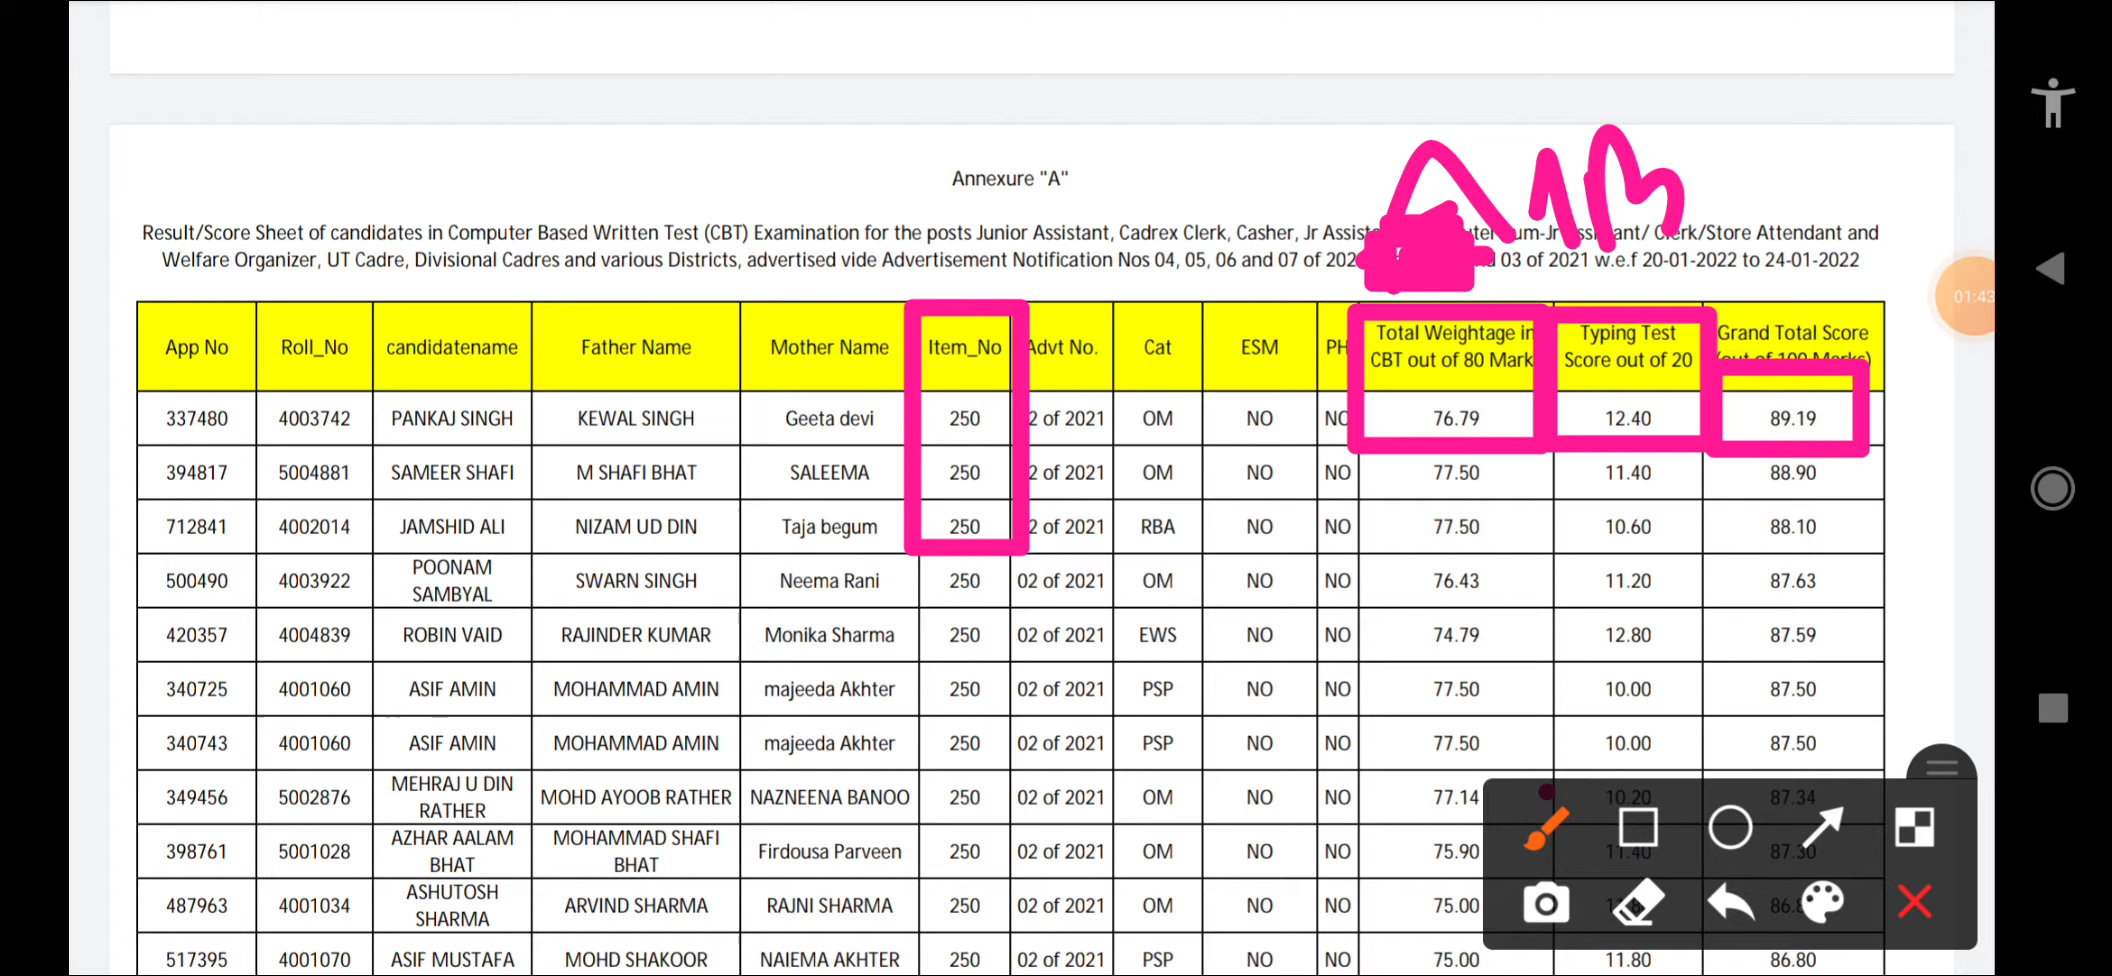 Annexure "A"
Result/Score Sheet of candidates in Computer Based Written Test (CBT) Examination for the posts Junior Assistant, Cadrex Clerk, Casher, Jr Clerk/Store Attendant and
Welfare Organizer, UT Cadre, Divisional Cadres and various Districts, advertised vide Advertisement Notification Nos 04, 05, 06 and 07 of 03 of 2021 w.e.f 20-01-2022 to 24-01-2022
01:43
App No Roll_No candidatename Father Name Mother Name Item_No Advt No. Cat ESM PH Total Weightage in CBT out of 80 Mark Typing Test Score out of 20 Grand Total Score (out of 100 Marks)
337480 4003742 PANKAJ SINGH KEWAL SINGH Geeta devi 250 2 of 2021 OM NO NO 76.79 12.40 89.19
394817 5004881 SAMEER SHAFI M SHAFI BHAT SALEEMA 250 2 of 2021 OM NO NO 77.50 11.40 88.90
712841 4002014 JAMSHID ALI NIZAM UD DIN Taja begum 250 2 of 2021 RBA NO NO 77.50 10.60 88.10
500490 4003922 POONAM SAMBYAL SWARN SINGH Neema Rani 250 02 of 2021 OM NO NO 76.43 11.20 87.63
420357 4004839 ROBIN VAID RAJINDER KUMAR Monika Sharma 250 02 of 2021 EWS NO NO 74.79 12.80 87.59
340725 4001060 ASIF AMIN MOHAMMAD AMIN majeeda Akhter 250 02 of 2021 PSP NO NO 77.50 10.00 87.50
340743 4001060 ASIF AMIN MOHAMMAD AMIN majeeda Akhter 250 02 of 2021 PSP NO NO 77.50 10.00 87.50
349456 5002876 MEHRAJ U DIN RATHER MOHD AYOOB RATHER NAZNEENA BANOO 250 02 of 2021 OM NO NO 77.14 10.20 87.34
398761 5001028 AZHAR AALAM BHAT MOHAMMAD SHAFI BHAT Firdousa Parveen 250 02 of 2021 OM NO NO 75.90 11.40 87.30
487963 4001034 ASHUTOSH SHARMA ARVIND SHARMA RAJNI SHARMA 250 02 of 2021 OM NO NO 75.00
517395 4001070 ASIF MUSTAFA MOHD SHAKOOR NAIEMA AKHTER 250 02 of 2021 PSP NO NO 75.00 11.80 86.80